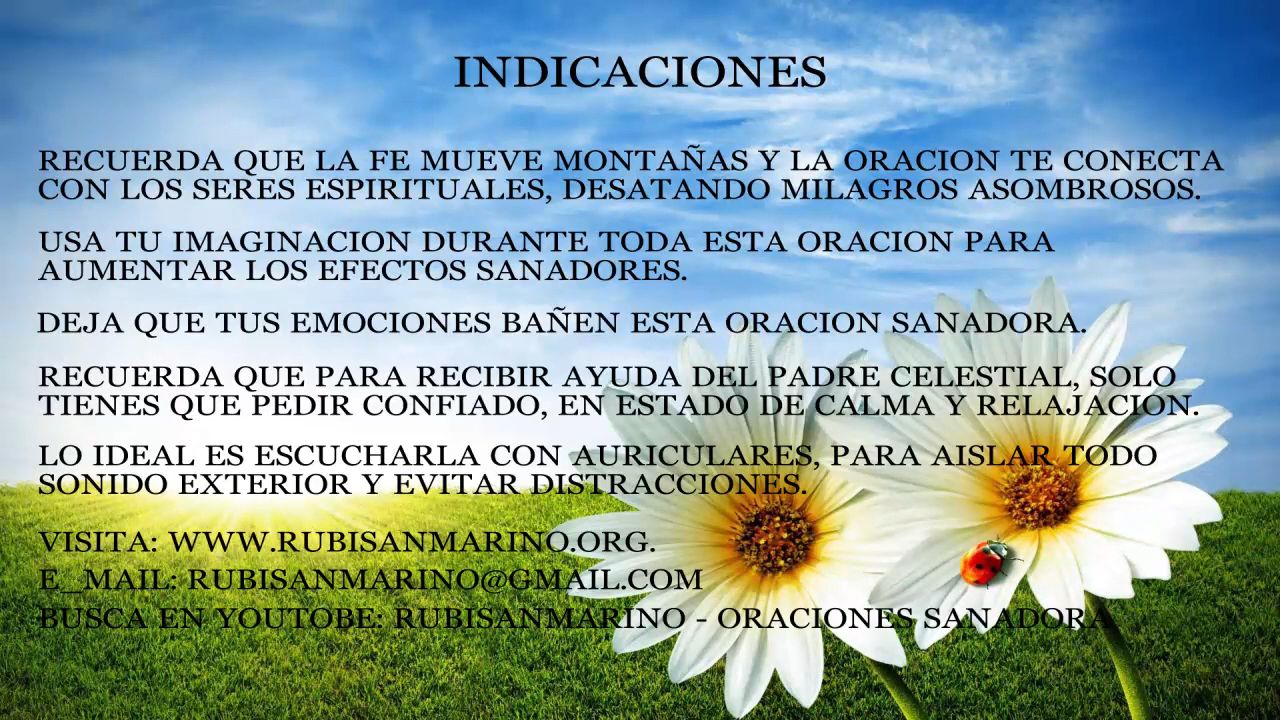 INDICACIONES
RECUERDA QUE LA FE MUEVE MONTAÑAS Y LA ORACION TE CONECTA
CON LOS SERES ESPIRITUALES, DESATANDO MILAGROS ASOMBROSOS.
USA TU IMAGINACION DURANTE TODA ESTA ORACION PARA
AUMENTAR LOS EFECTOS SANADORES.
DEJA QUE TUS EMOCIONES BAÑEN ESTA ORACION SANADORA.
RECUERDA QUE PARA RECIBIR AYUDA DEL PADRE CELESTIAL, SOLO
TIENES QUE PEDIR CONFIADO, EN ESTADO DE CALMA Y RELAJACION.
LO IDEAL ES ESCUCHARLA CON AURICULARES, PARA AISLAR TODO
SONIDO EXTERIOR Y EVITAR DISTRACCIONES.
VISITA: WWW.RUBISANMARINO.ORG.
E_MAIL: RUBISANMARINO@GMAIL.COM
BUSCA EN YOUTOBE: RUBISANMARINO - ORACIONES SANADORA